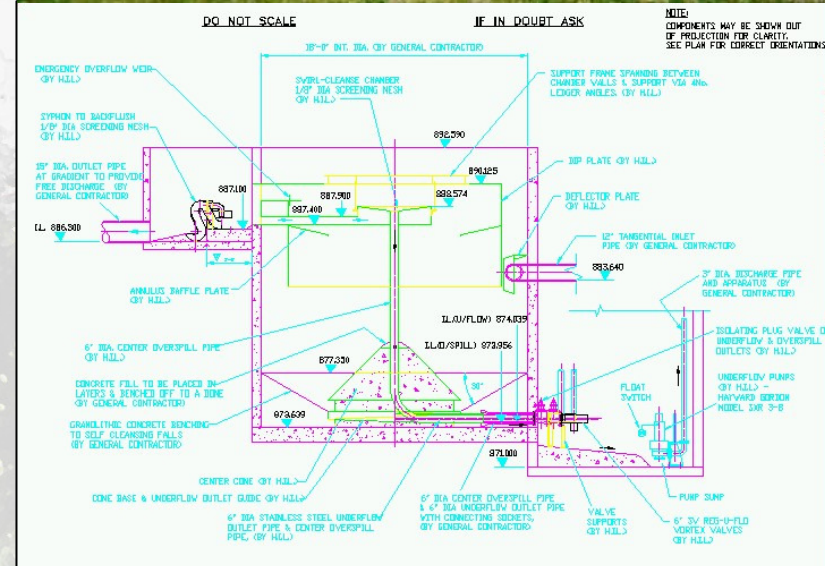 DO NOT SCALE
IF IN DOUBT ASK
NOTE:
COMPONENTS MAY BE SHOWN OUT
OF PROJECTION FOR CLARITY.
SEE PLAN FOR CORRECT ORIENTATIONS
18'-0" INT. DIA. (BY GENERAL CONTRACTOR)
EMERGENCY OVERFLOW WEIR
(BY H.I.L.)
SWIRL-CLEANSE CHAMBER
1/8" DIA SCREENING MESH
(BY H.I.L.)
SUPPORT FRAME SPANNING BETWEEN
CHAMBER WALLS & SUPPORT VIA 4No.
LEDGER ANGLES. (BY H.I.L.)
SYPHON TO BACKFLUSH
1/8" DIA SCREENING MESH
(BY H.I.L.)
892.590
DIP PLATE (BY H.I.L.)
15" DIA. OUTLET PIPE
AT GRADIENT TO PROVIDE
FREE DISCHARGE (BY
GENERAL CONTRACTOR)
890.125
887.100
887.900
888.574
887.400
DEFLECTOR PLATE
(BY H.I.L.)
I.L. 886.300
12" TANGENTIAL INLET
PIPE (BY GENERAL CONTRACTOR)
883.640
3" DIA. DISCHARGE PIPE
AND APPARATUS (BY
GENERAL CONTRACTOR)
ANNULUS BAFFLE PLATE
(BY H.I.L.)
I.L.(U/FLOW) 874.039
I.L.(O/SPILL) 873.956
ISOLATING PLUG VALVE O
UNDERFLOW & OVERSPILL
OUTLETS (BY H.I.L.)
6" DIA. CENTER OVERSPILL PIPE
(BY H.I.L.)
877.330
30°
CONCRETE FILL TO BE PLACED IN
LAYERS & BENCHED OFF TO A CONE
(BY GENERAL CONTRACTOR)
FLOAT
SWITCH
UNDERFLOW PUMPS
(BY H.I.L.) -
HAYWARD GORDON
MODEL
873.639
GRANOLITHIC CONCRETE BENCHING
TO SELF CLEANSING FALLS
(BY GENERAL CONTRACTOR)
871.000
CENTER CONE (BY H.I.L.)
CONE BASE & UNDERFLOW OUTLET GUIDE (BY H.I.L.)
PUMP SUMP
6" DIA STAINLESS STEEL UNDERFLOW
OUTLET PIPE & CENTER OVERSPILL
PIPE. (BY H.I.L.)
6" DIA CENTER OVERSPILL PIPE
& 6" DIA UNDERFLOW OUTLET PIPE
WITH CONNECTING SOCKETS.
(BY GENERAL CONTRACTOR)
VALVE
SUPPORTS
(BY H.I.L.)
6" SV REG-U-FLO
VORTEX VALVES
(BY H.I.L.)